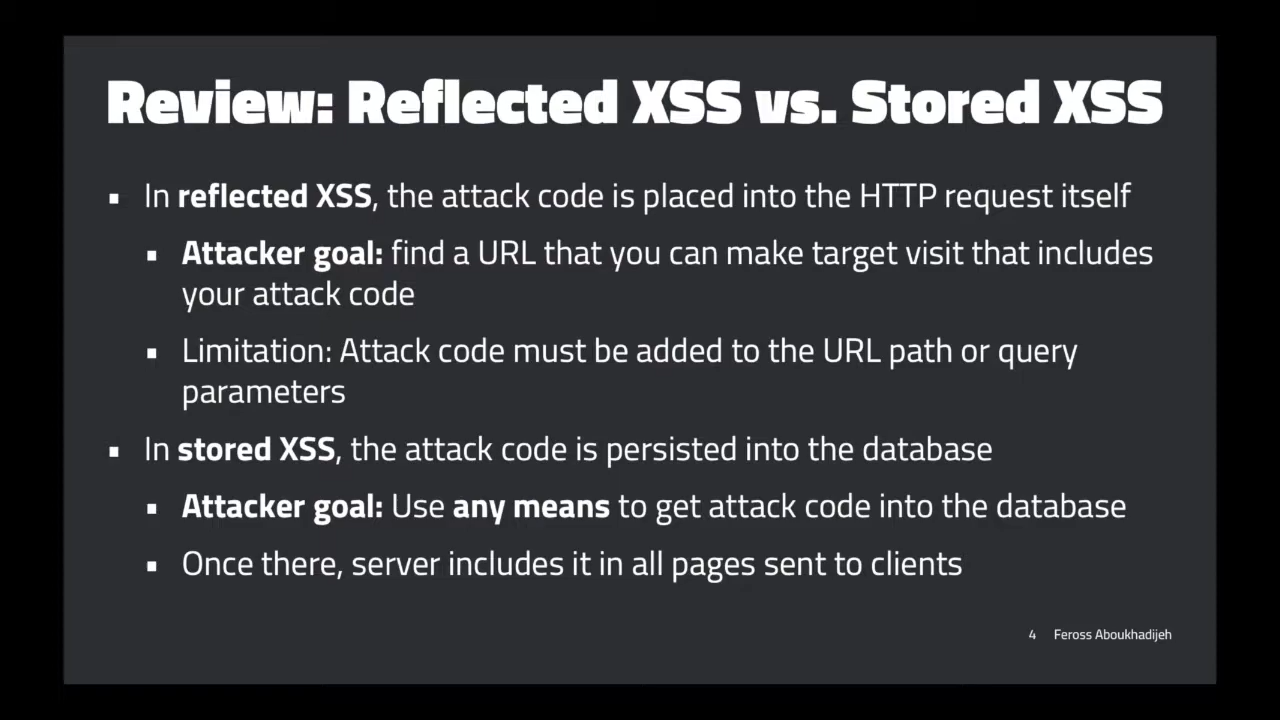 Review: Reflected XSS vs. Stored XSS
▪ In reflected XSS, the attack code is placed into the HTTP request itself
▪ Attacker goal: find a URL that you can make target visit that includes
your attack code
▪ Limitation: Attack code must be added to the URL path or query
parameters
▪ In stored XSS, the attack code is persisted into the database
▪ Attacker goal: Use any means to get attack code into the database
▪ Once there, server includes it in all pages sent to clients
4 Feross Aboukhadijeh